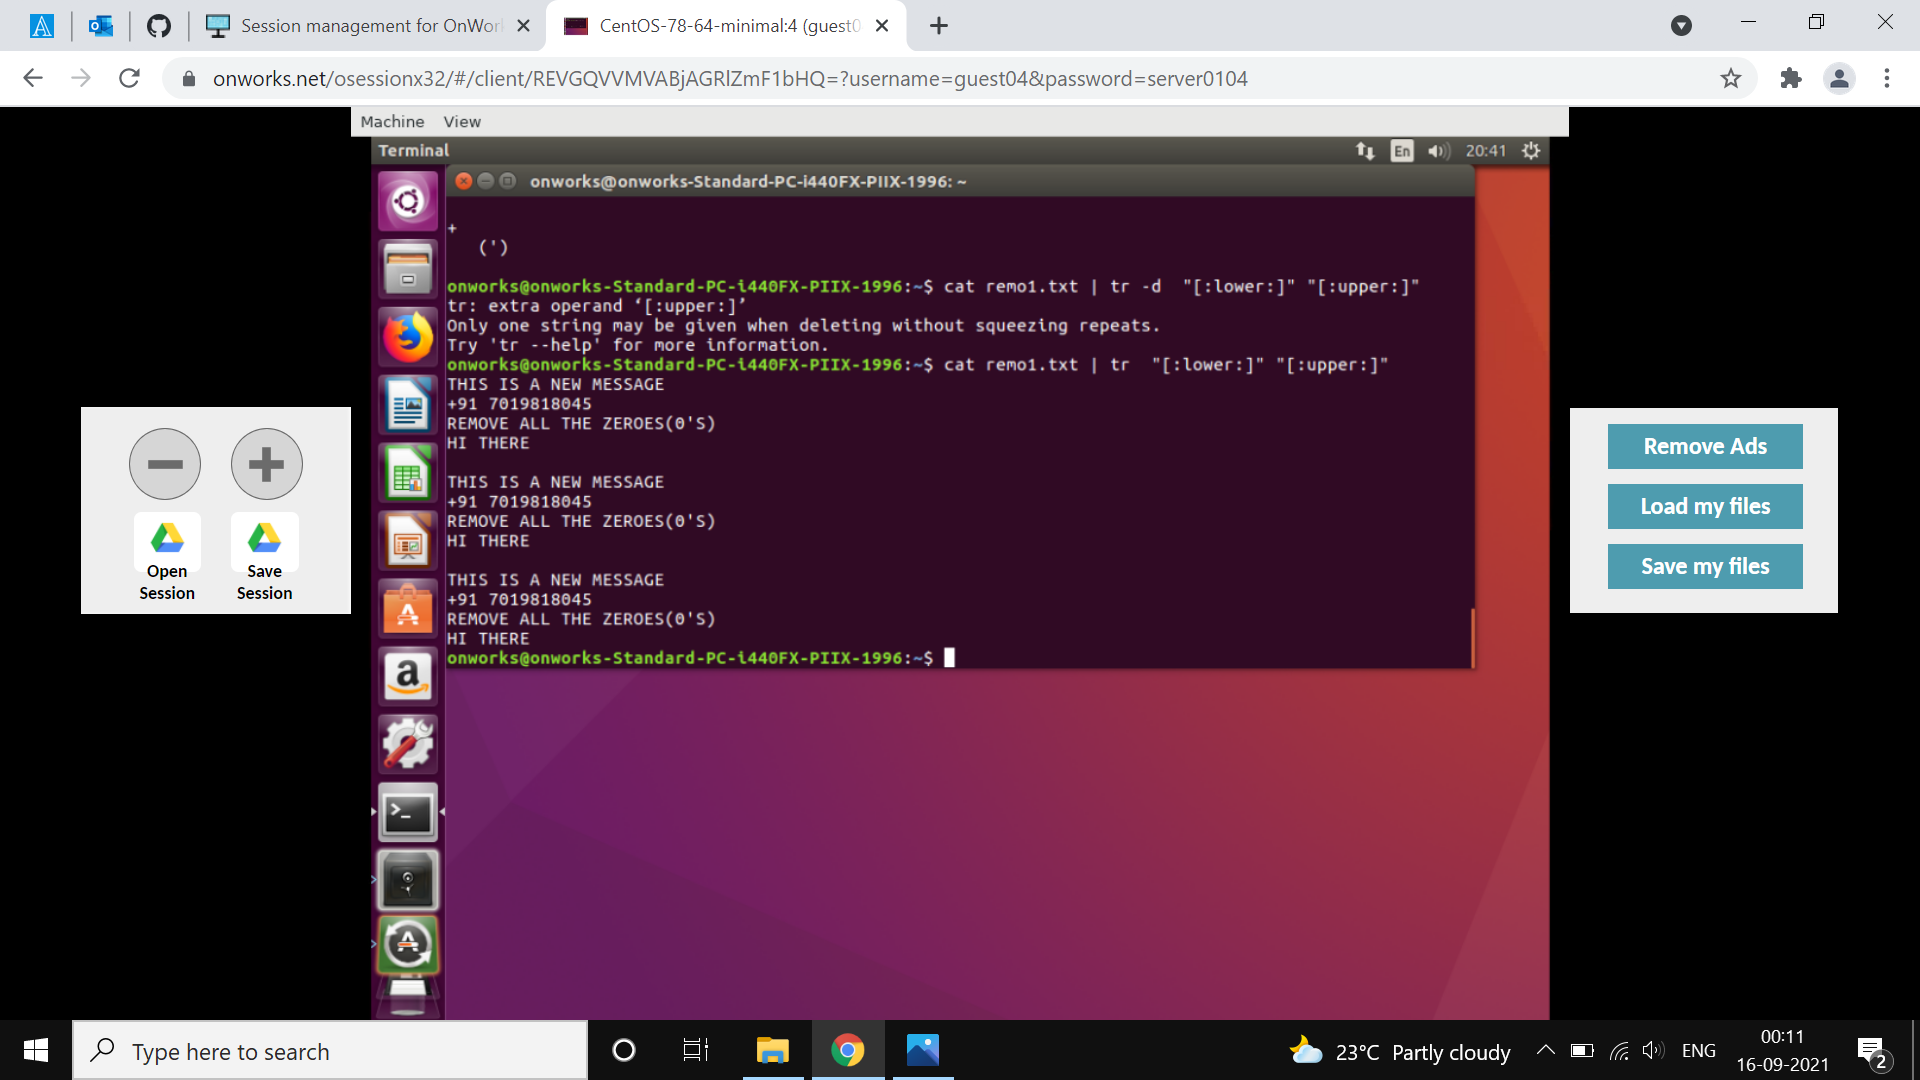 Session management for OnWor
CentOS-78-64-minimal:4 (guest0
onworks.net/osessionx32/#/client/REVGQVVMVABjAGRlZmF1bHQ=?username=guest04&password=server0104
Machine View
Terminal
En
20:41
onworks@onworks-Standard-PC-i440FX-PIIX-1996: ~
+
(')
onworks@onworks-Standard-PC-i440FX-PIIX-1996:~$ cat remo1.txt | tr -d  "[:lower:]" "[:upper:]"
tr: extra operand ‘[:upper:]’
Only one string may be given when deleting without squeezing repeats.
Try 'tr --help' for more information.
onworks@onworks-Standard-PC-i440FX-PIIX-1996:~$ cat remo1.txt | tr  "[:lower:]" "[:upper:]"
THIS IS A NEW MESSAGE
+91 7019818045
REMOVE ALL THE ZEROES(0'S)
HI THERE
THIS IS A NEW MESSAGE
+91 7019818045
REMOVE ALL THE ZEROES(0'S)
HI THERE
THIS IS A NEW MESSAGE
+91 7019818045
REMOVE ALL THE ZEROES(0'S)
HI THERE
onworks@onworks-Standard-PC-i440FX-PIIX-1996:~$
Open
Session
Save
Session
Remove Ads
Load my files
Save my files
Type here to search
23°C Partly cloudy
ENG
00:11
16-09-2021
2